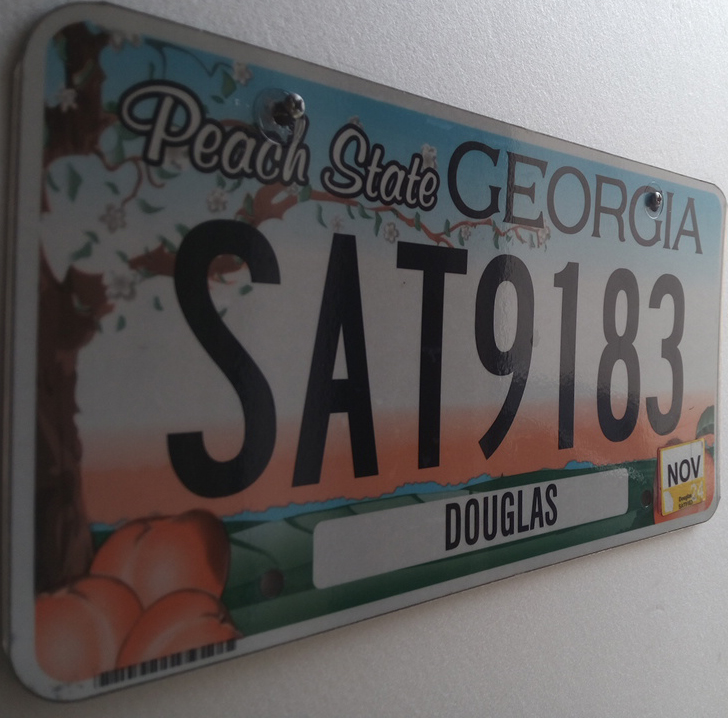 Peach State GEORGIA
SAT9183
NOV
DOUGLAS